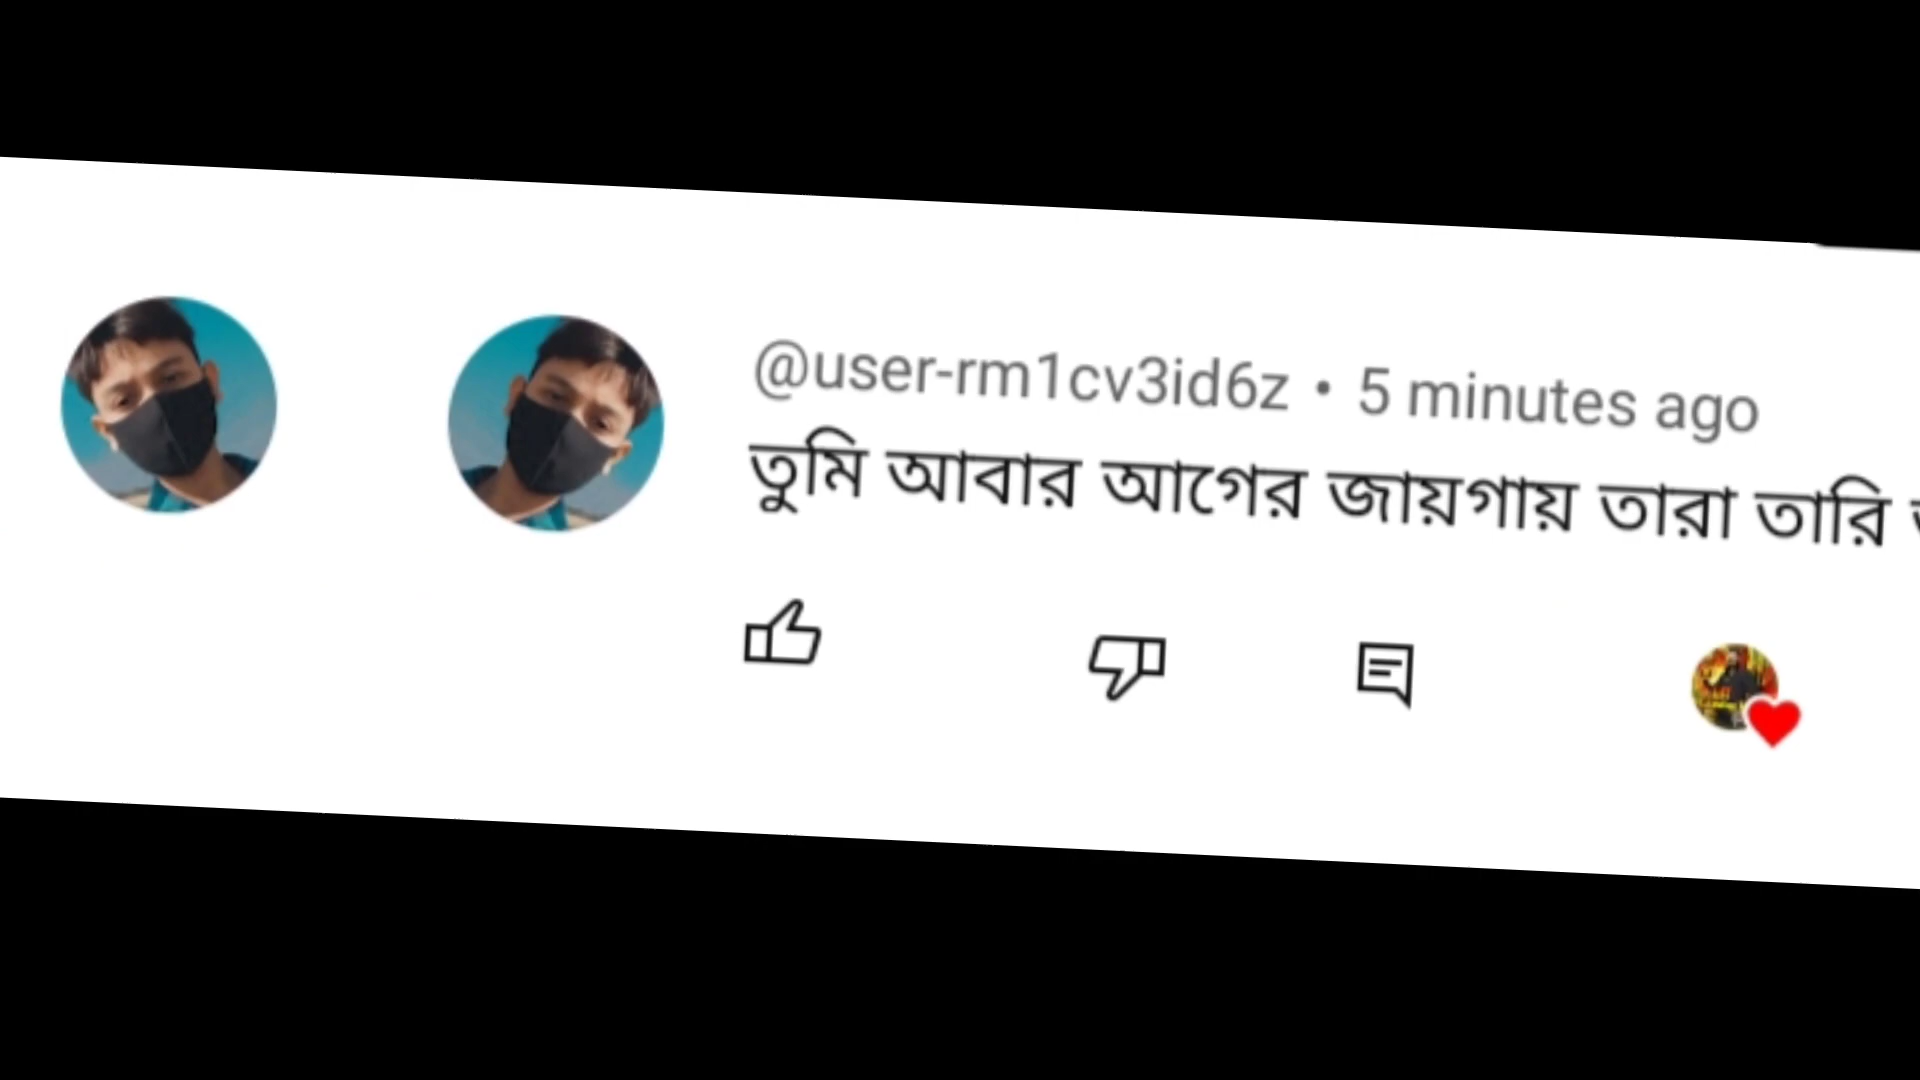 @user-rm1cv3id6z • 5 minutes ago
তুমি আবার আগের জায়গায় তারা তারি